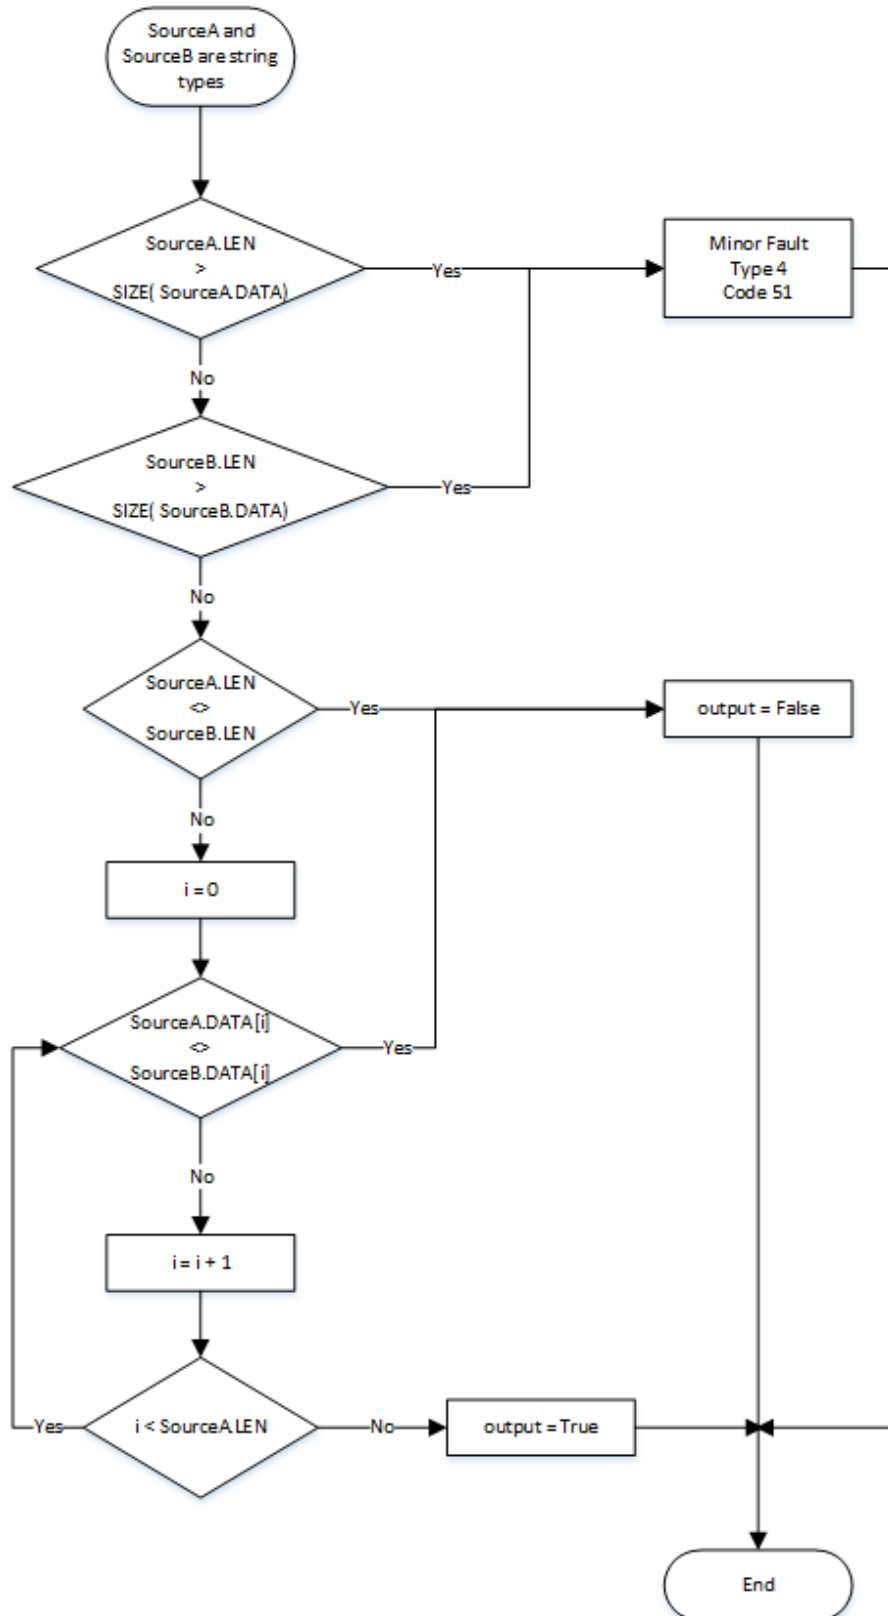 SourceA and
SourceB are string
types
SourceA.LEN
>
SIZE( SourceA.DATA)
Yes
Minor Fault
Type 4
Code 51
No
SourceB.LEN
>
SIZE( SourceB.DATA)
Yes
No
SourceA.LEN
<>
SourceB.LEN
Yes
output = False
No
i = 0
SourceA.DATA[i]
<>
SourceB.DATA[i]
Yes
No
i = i + 1
i < SourceA.LEN
Yes
No
output = True
End